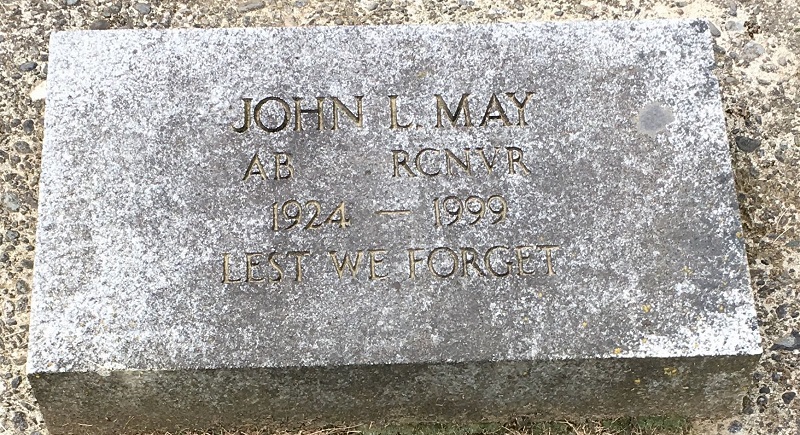 JOHN L. MAY
AB RCNVR
1924 — 1999
LEST WE FORGET